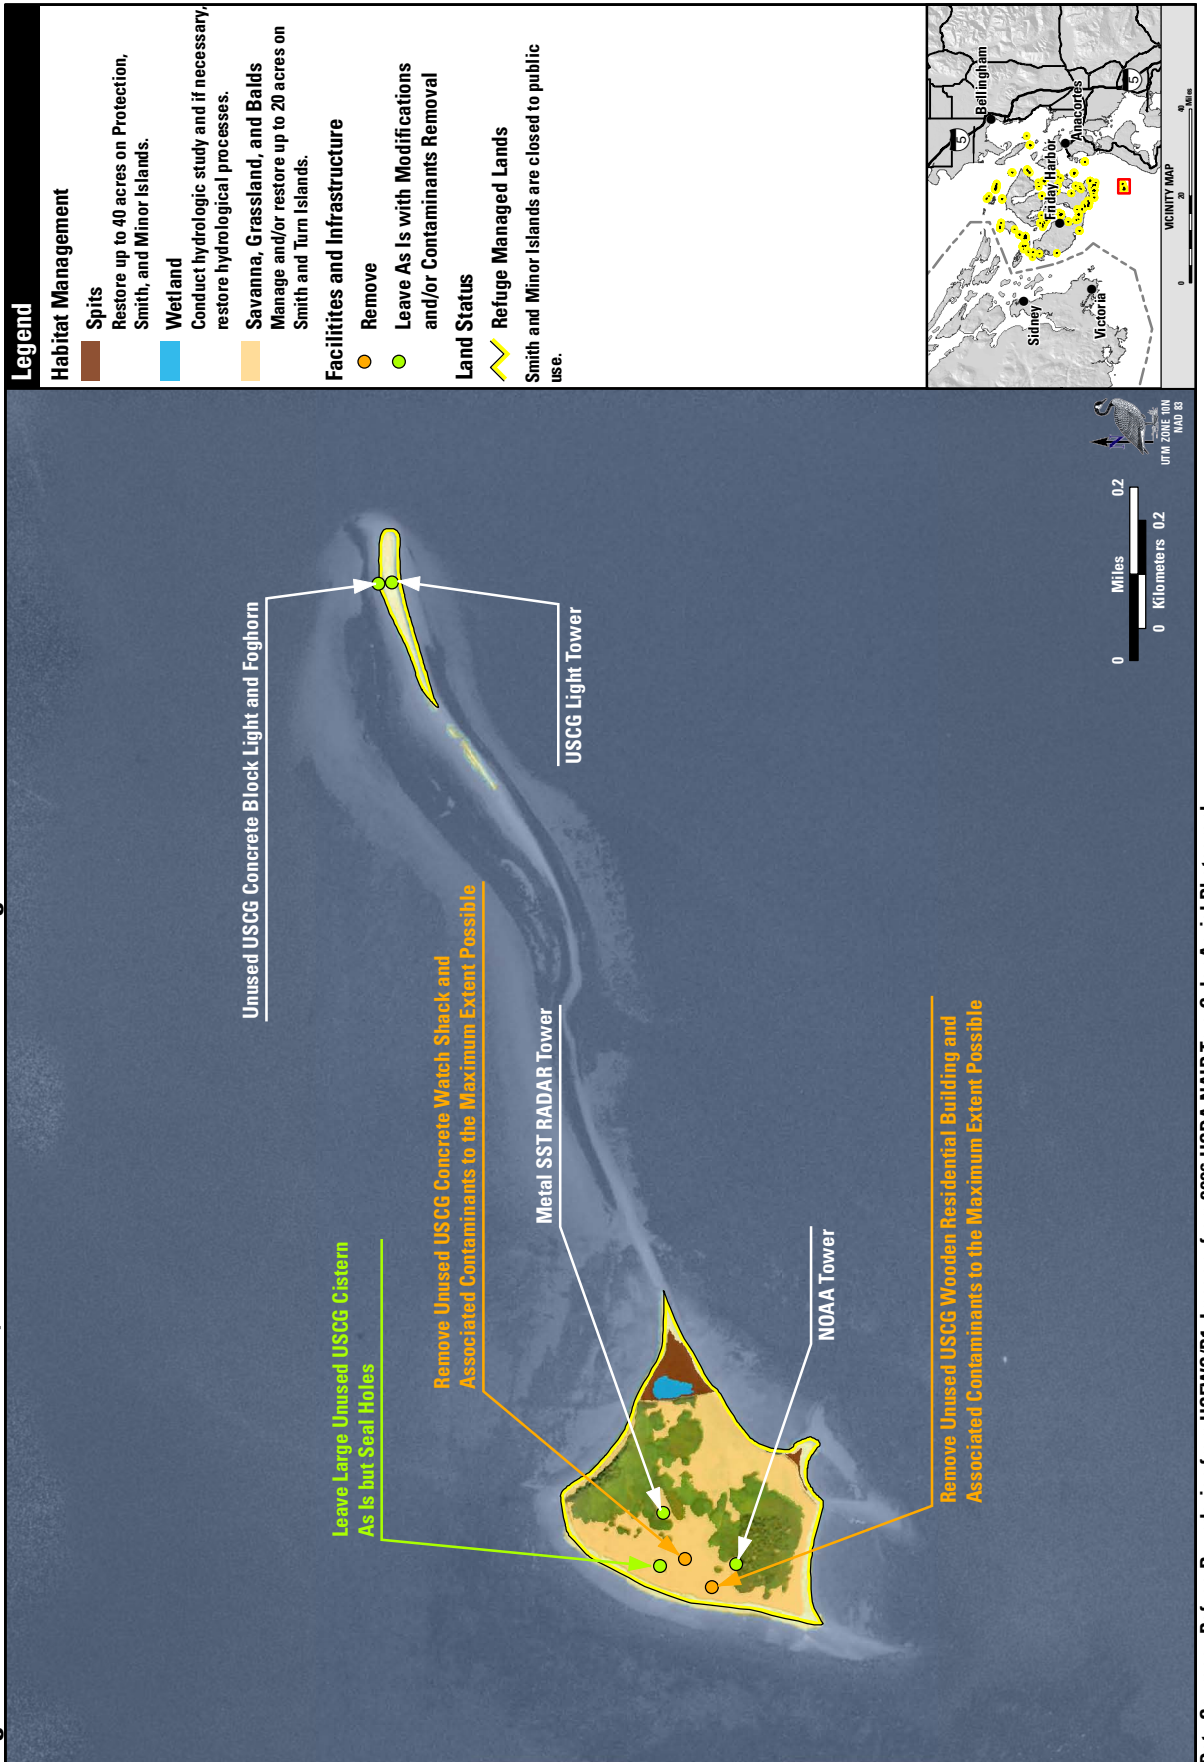 Legend
Habitat Management
Spits
Restore up to 40 acres on Protection,
Smith, and Minor Islands.
Wetland
Conduct hydrologic study and if necessary,
restore hydrological processes.
Savanna, Grassland, and Balds
Manage and/or restore up to 20 acres on
Smith and Turn Islands.
Facilitites and Infrastructure
Remove
Leave As Is with Modifications
and/or Contaminants Removal
Land Status
Refuge Managed Lands
Smith and Minor Islands are closed to public
use.
Unused USCG Concrete Block Light and Foghorn
USCG Light Tower
Leave Large Unused USCG Cistern
As Is but Seal Holes
Remove Unused USCG Concrete Watch Shack and
Associated Contaminants to the Maximum Extent Possible
Metal SST RADAR Tower
NOAA Tower
Remove Unused USCG Wooden Residential Building and
Associated Contaminants to the Maximum Extent Possible
0 Miles 0.2
0 Kilometers 0.2
UTM ZONE 10N
NAD 83
Bellingham
5
Anacortes
5
Friday Harbor
Sidney
Victoria
VICINITY MAP
0 20 40
Miles